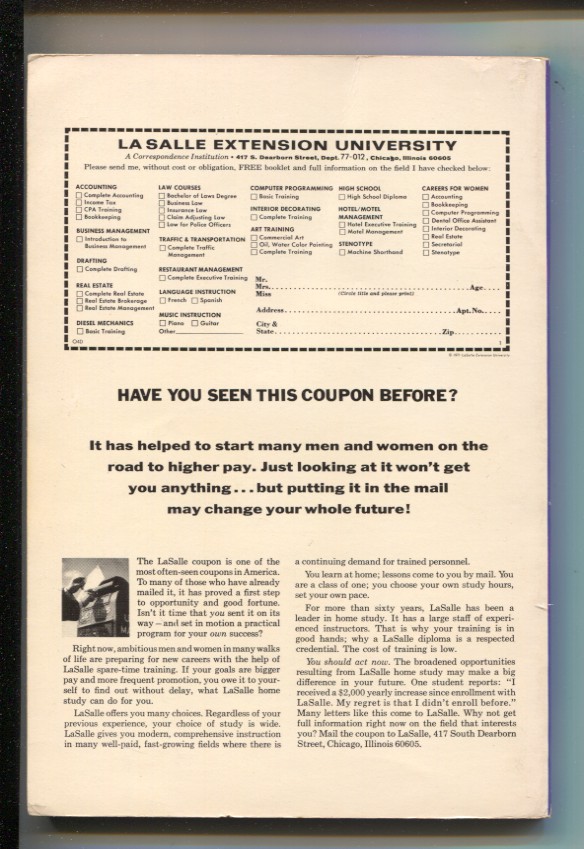 LA SALLE EXTENSION UNIVERSITY
A Correspondence Institution • 417 S. Dearborn Street, Dept. 77-012, Chicago, Illinois 60605
Please send me, without cost or obligation, FREE booklet and full information on the field I have checked below:
ACCOUNTING
Complete Accounting
Income Tax
CPA Training
Bookkeeping
BUSINESS MANAGEMENT
Introduction to
Business Management
DRAFTING
Complete Drafting
REAL ESTATE
Complete Real Estate
Real Estate Brokerage
Real Estate Management
DIESEL MECHANICS
Basic Training
LAW COURSES
Bachelor of Laws Degree
Business Law
Insurance Law
Claim Adjusting Law
Law for Police Officers
TRAFFIC & TRANSPORTATION
Complete Traffic
Management
RESTAURANT MANAGEMENT
Complete Executive Training
LANGUAGE INSTRUCTION
French Spanish
MUSIC INSTRUCTION
Piano Guitar
Other
COMPUTER PROGRAMMING
Basic Training
INTERIOR DECORATING
Complete Training
ART TRAINING
Commercial Art
Oil, Water Color Painting
Complete Training
HIGH SCHOOL
High School Diploma
HOTEL/MOTEL
MANAGEMENT
Hotel Executive Training
Motel Management
STENOTYPE
Machine Shorthand
CAREERS FOR WOMEN
Accounting
Bookkeeping
Computer Programming
Dental Office Assistant
Interior Decorating
Real Estate
Secretarial
Stenotype
Mr.
Mrs. Age
Miss (Circle title and please print)
Address Apt. No.
City &
State Zip
1
HAVE YOU SEEN THIS COUPON BEFORE?
It has helped to start many men and women on the
road to higher pay. Just looking at it won't get
you anything...but putting it in the mail
may change your whole future!
The LaSalle coupon is one of the
most often-seen coupons in America.
To many of those who have already
mailed it, it has proved a first step
to opportunity and good fortune.
Isn't it time that you sent it on its
way – and set in motion a practical
program for your own success?
Right now, ambitious men and women in many walks
of life are preparing for new careers with the help of
LaSalle spare-time training. If your goals are bigger
pay and more frequent promotion, you owe it to your-
self to find out without delay, what LaSalle home
study can do for you.
LaSalle offers you many choices. Regardless of your
previous experience, your choice of study is wide.
LaSalle gives you modern, comprehensive instruction
in many well-paid, fast-growing fields where there is
a continuing demand for trained personnel.
You learn at home; lessons come to you by mail. You
are a class of one; you choose your own study hours,
set your own pace.
For more than sixty years, LaSalle has been a
leader in home study. It has a large staff of experi-
enced instructors. That is why your training is in
good hands; why a LaSalle diploma is a respected
credential. The cost of training is low.
You should act now. The broadened opportunities
resulting from LaSalle home study may make a big
difference in your future. One student reports: "I
received a $2,000 yearly increase since enrollment with
LaSalle. My regret is that I didn't enroll before."
Many letters like this come to LaSalle. Why not get
full information right now on the field that interests
you? Mail the coupon to LaSalle, 417 South Dearborn
Street, Chicago, Illinois 60605.